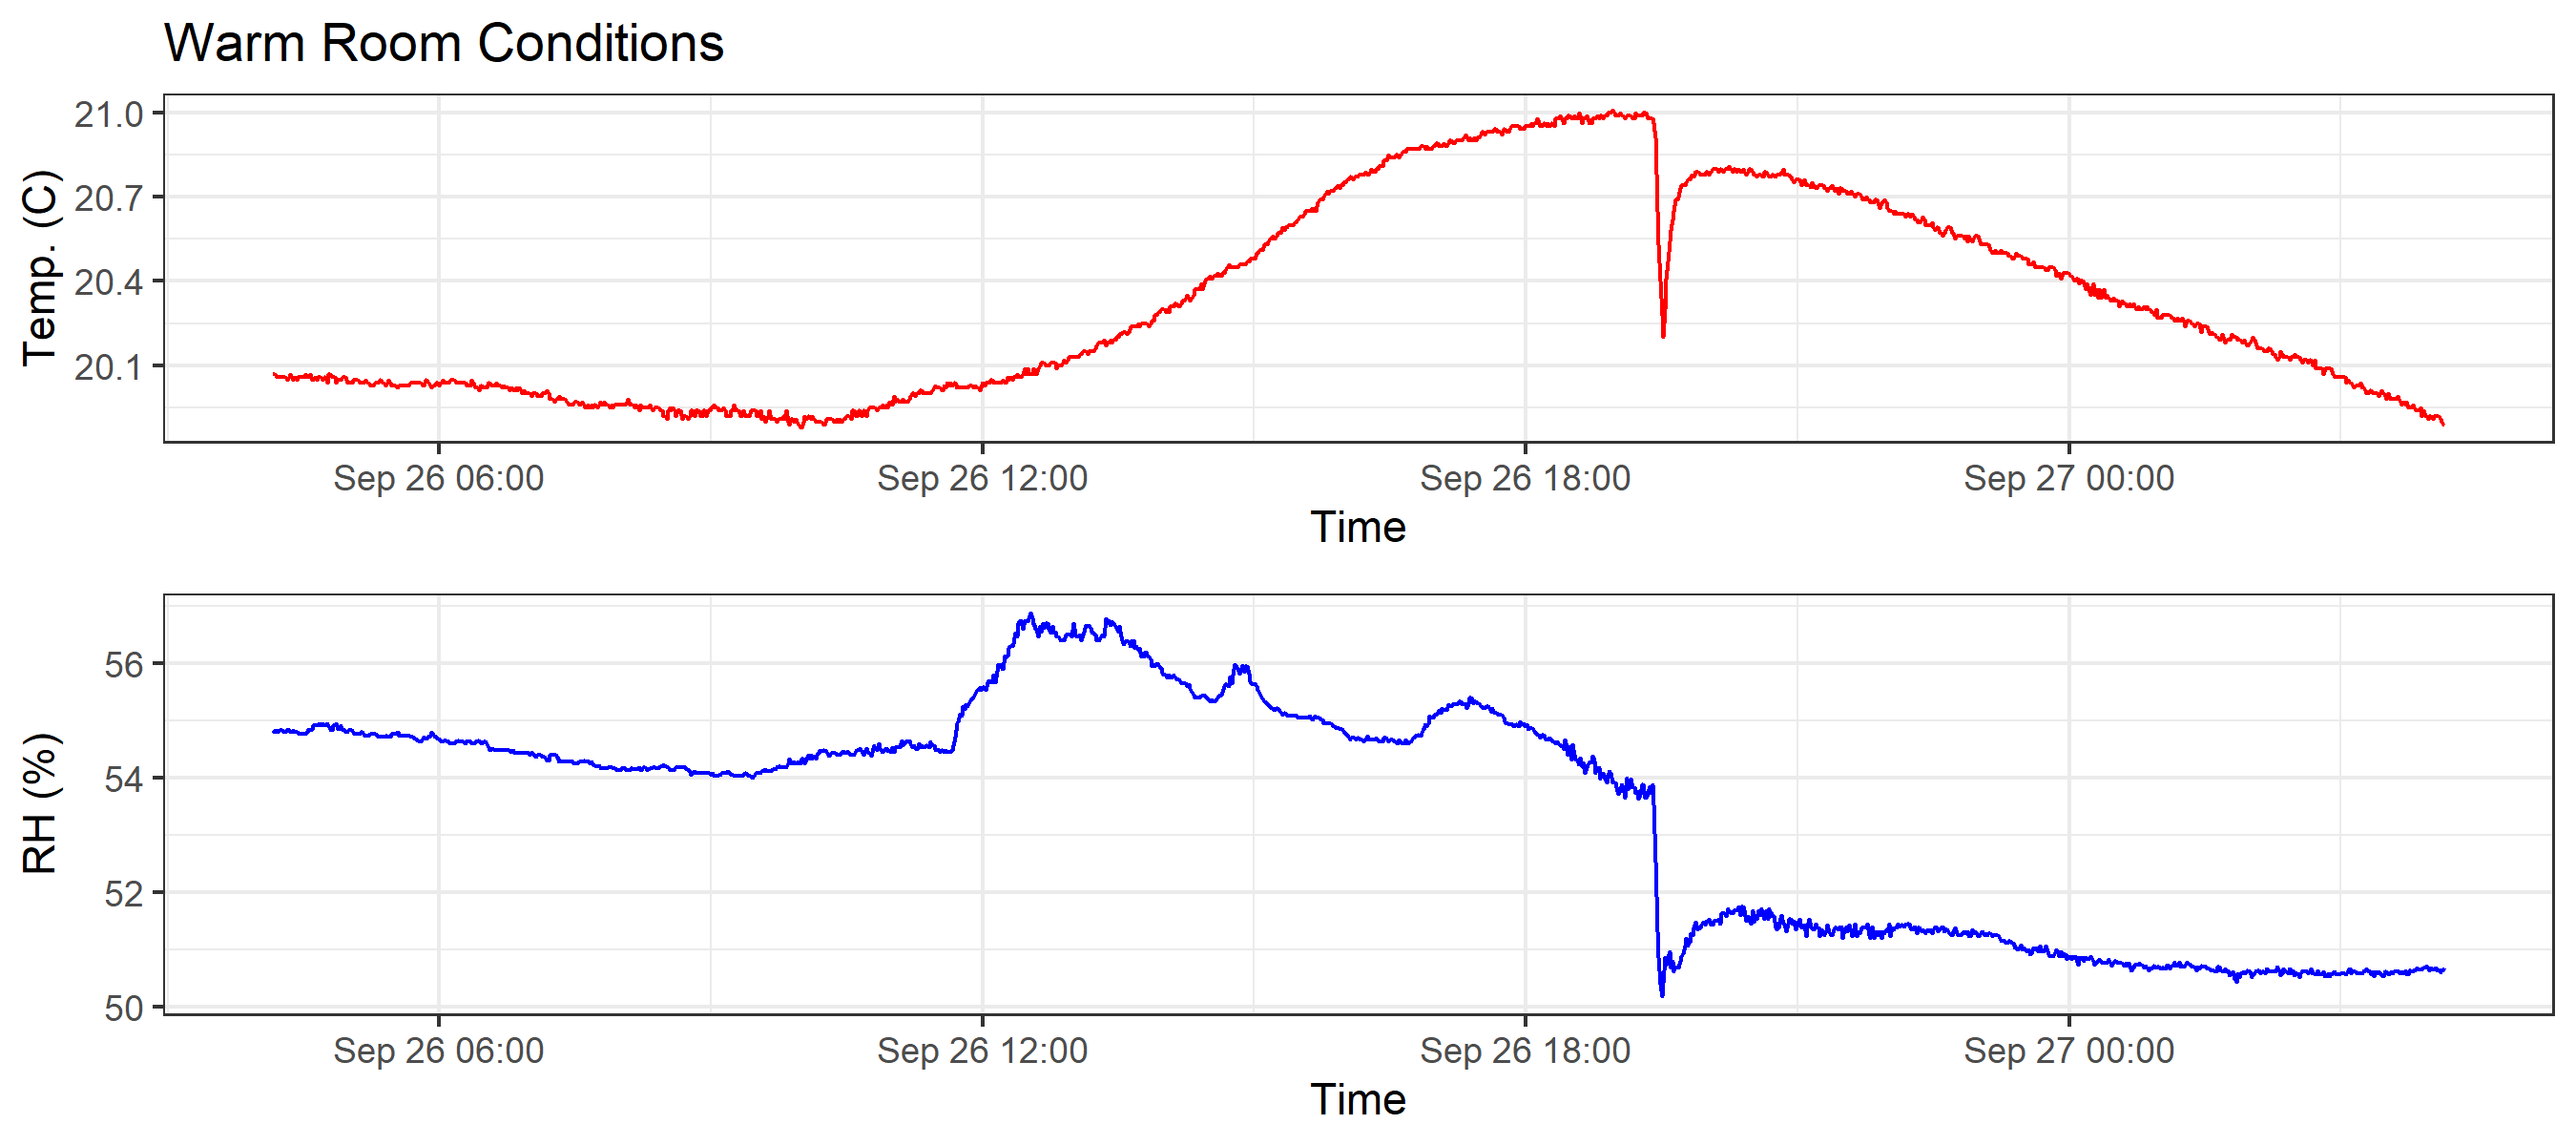 Warm Room Conditions
Temp. (C)
21.0
20.7
20.4
20.1
Sep 26 06:00 Sep 26 12:00 Sep 26 18:00 Sep 27 00:00
Time
RH (%)
56
54
52
50
Sep 26 06:00 Sep 26 12:00 Sep 26 18:00 Sep 27 00:00
Time